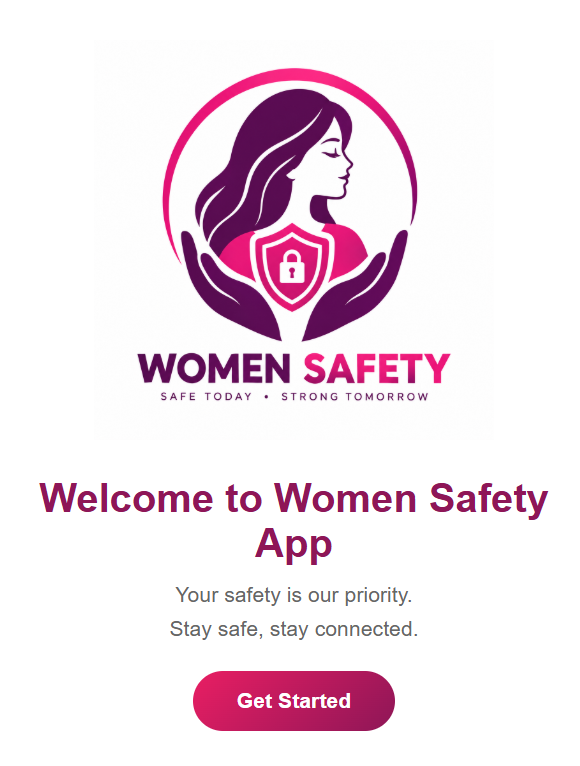 WOMEN SAFETY
SAFE TODAY • STRONG TOMORROW
Welcome to Women Safety
App
Your safety is our priority.
Stay safe, stay connected.
Get Started